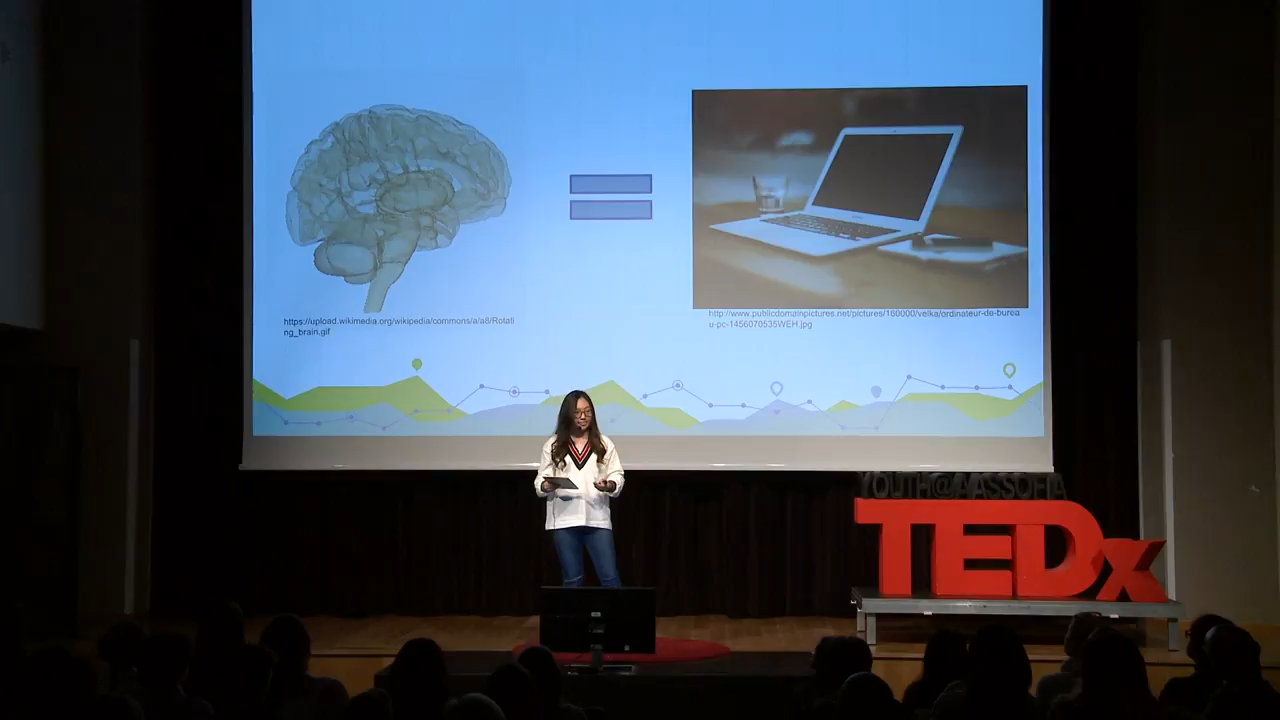 https://upload.wikimedia.org/wikipedia/commons/a/a8/Rotati
ng_brain.gif
http://www.publicdomainpictures.net/pictures/160000/velka/ordinateur-de-burea
u-pc-1456070535WEH.jpg
YOUTH@AASSOFIA
TEDx